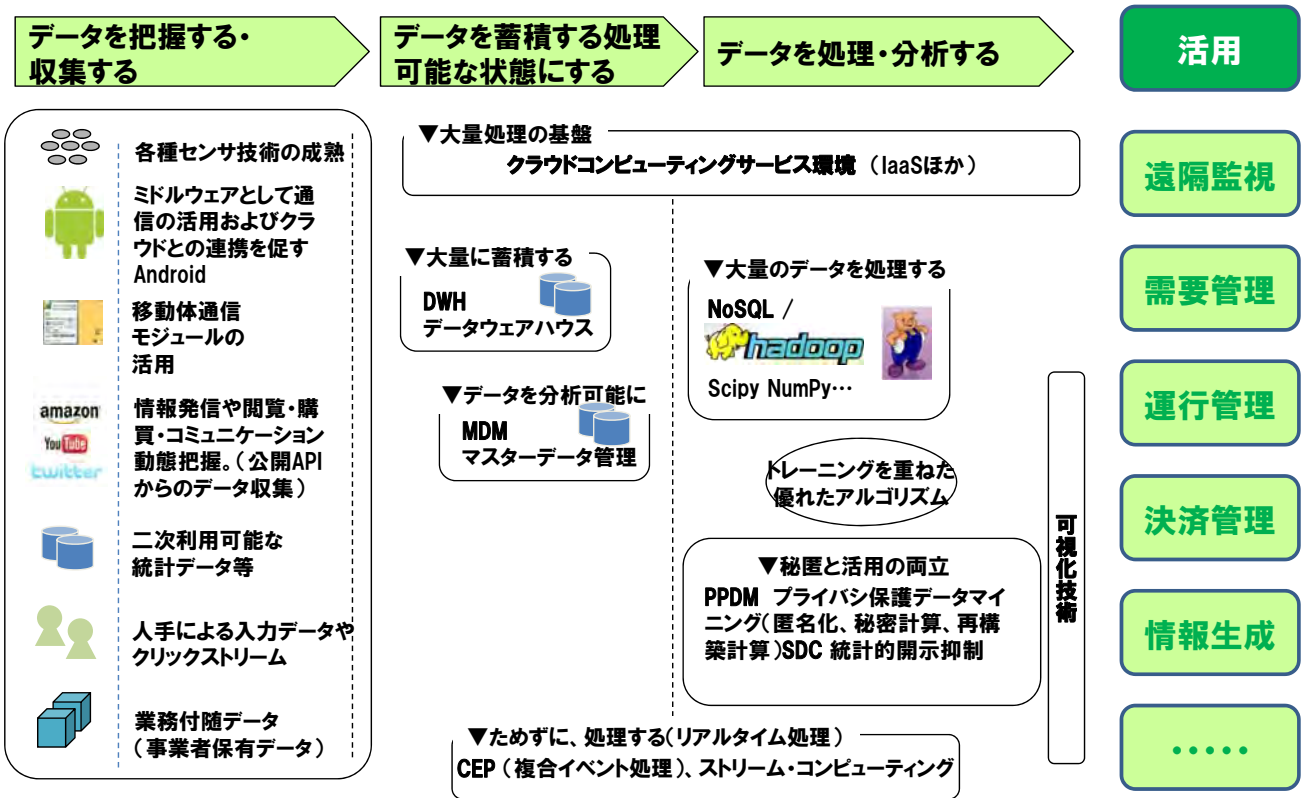 データを把握する・
収集する
データを蓄積する処理
可能な状態にする
データを処理・分析する
活用
各種センサ技術の成熟
ミドルウェアとして通
信の活用およびクラ
ウドとの連携を促す
Android
移動体通信
モジュールの
活用
amazon
YouTube
twitter
情報発信や閲覧・購
買・コミュニケーション
動態把握。(公開API
からのデータ収集)
二次利用可能な
統計データ等
人手による入力データや
クリックストリーム
業務付随データ
(事業者保有データ)
▼大量処理の基盤
クラウドコンピューティングサービス環境(IaaSほか)
▼大量に蓄積する
DWH
データウェアハウス
▼データを分析可能に
MDM
マスターデータ管理
▼大量のデータを処理する
NoSQL /
hadoop
Scipy NumPy…
トレーニングを重ねた
優れたアルゴリズム
▼秘匿と活用の両立
PPDM プライバシ保護データマイ
ニング(匿名化、秘密計算、再構
築計算)SDC 統計的開示抑制
▼ためずに、処理する(リアルタイム処理)
CEP(複合イベント処理)、ストリーム・コンピューティング
可視化技術
遠隔監視
需要管理
運行管理
決済管理
情報生成
・・・・・